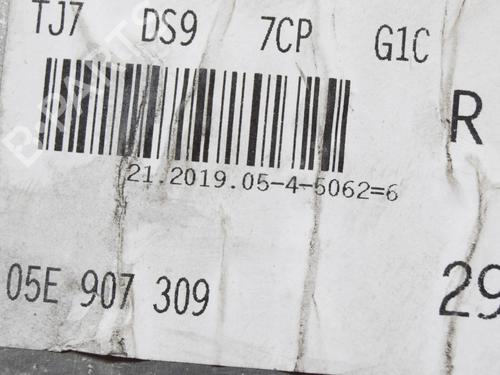 TJ7 DS9 7CP G1C
R
21.2019.05-4-5062=6
05E 907 309
29